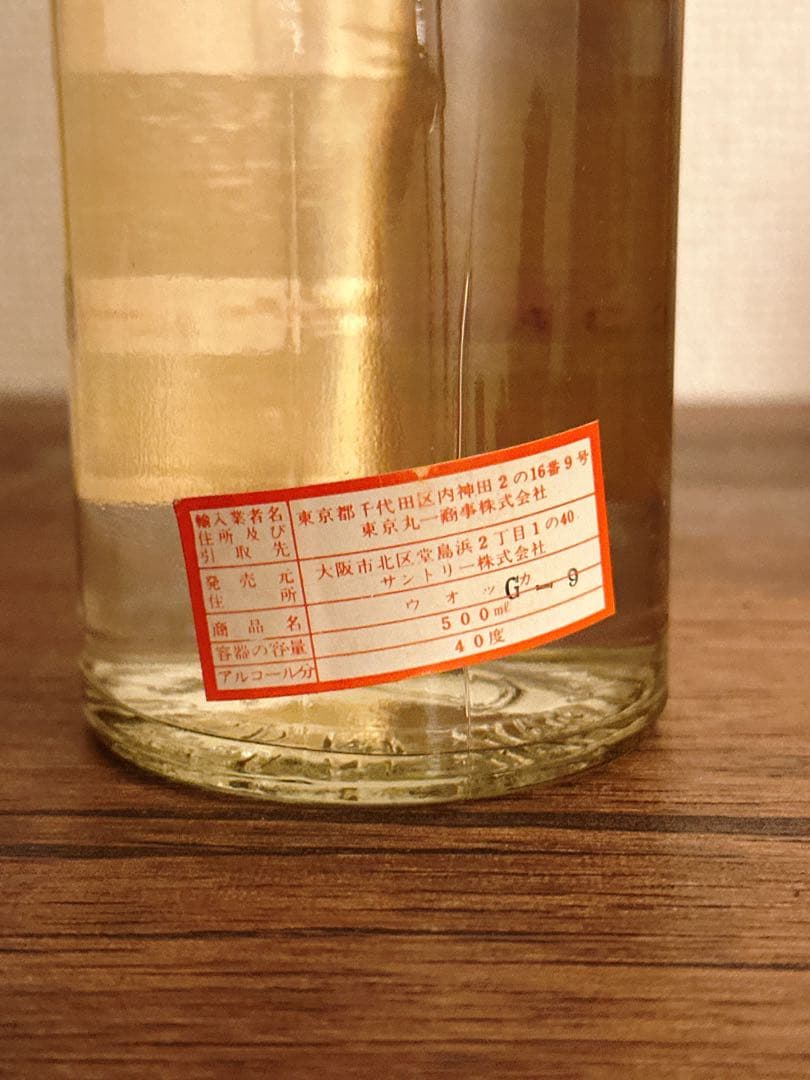 輸入業者名 東京都千代田区内神田2の16番9号
住所及び 東京丸一商事株式会社
引取先
発売元 大阪市北区堂島浜2丁目1の40
住所 サントリー株式会社
商品名 ウオッカ G-9
容器の容量 500mℓ
アルコール分 40度